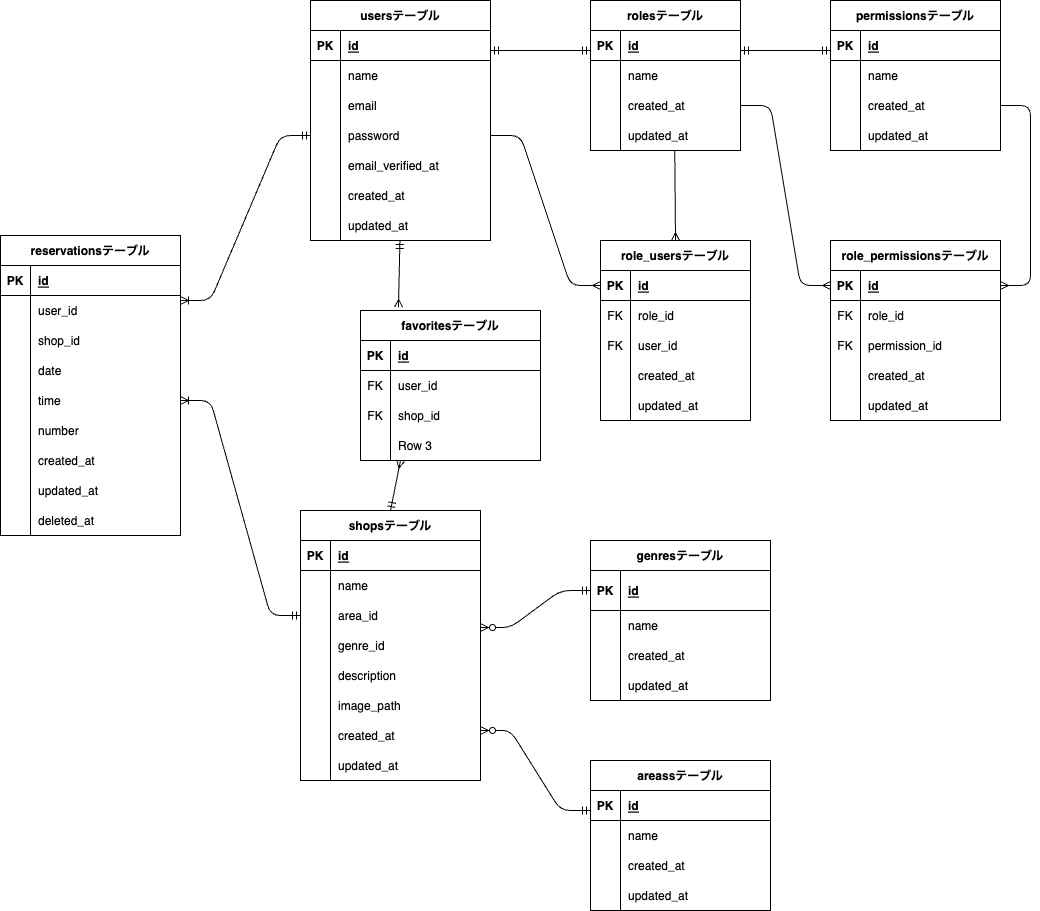 usersテーブル
PK id
name
email
password
email_verified_at
created_at
updated_at
rolesテーブル
PK id
name
created_at
updated_at
permissionsテーブル
PK id
name
created_at
updated_at
reservationsテーブル
PK id
user_id
shop_id
date
time
number
created_at
updated_at
deleted_at
favoritesテーブル
PK id
FK user_id
FK shop_id
Row 3
role_usersテーブル
PK id
FK role_id
FK user_id
created_at
updated_at
role_permissionsテーブル
PK id
FK role_id
FK permission_id
created_at
updated_at
shopsテーブル
PK id
name
area_id
genre_id
description
image_path
created_at
updated_at
genresテーブル
PK id
name
created_at
updated_at
areassテーブル
PK id
name
created_at
updated_at